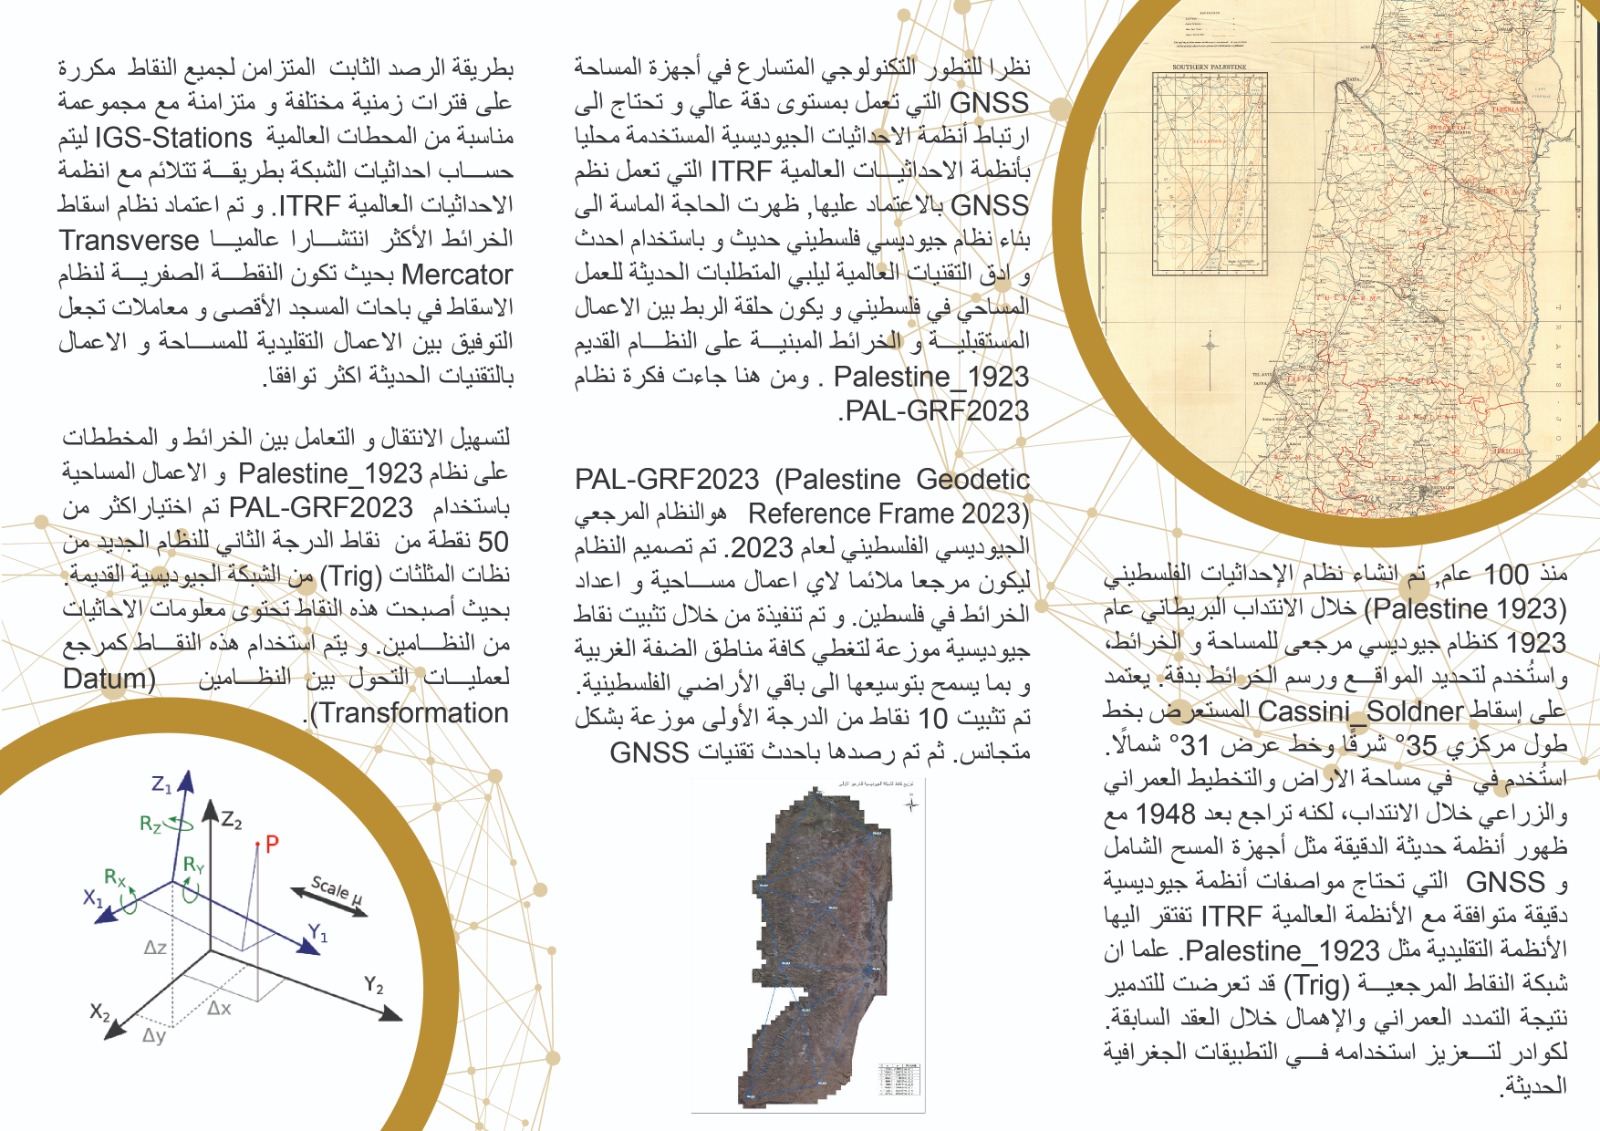 منذ 100 عام, تم انشاء نظام الإحداثيات الفلسطيني
(Palestine 1923) خلال الانتداب البريطاني عام
1923 كنظام جيوديسي مرجعى للمساحة و الخرائط،
واستُخدم لتحديد المواقع ورسم الخرائط بدقة. يعتمد
على إسقاط Cassini_Soldner المستعرض بخط
طول مركزي 35° شرقًا وخط عرض 31° شمالًا.
استُخدم في في مساحة الاراض والتخطيط العمراني
والزراعي خلال الانتداب، لكنه تراجع بعد 1948 مع
ظهور أنظمة حديثة الدقيقة مثل أجهزة المسح الشامل
و GNSS التي تحتاج مواصفات أنظمة جيوديسية
دقيقة متوافقة مع الأنظمة العالمية ITRF تفتقر اليها
الأنظمة التقليدية مثل Palestine_1923. علما ان
شبكة النقاط المرجعية (Trig) قد تعرضت للتدمير
نتيجة التمدد العمراني والإهمال خلال العقد السابقة.
لكوادر لتعزيز استخدامه في التطبيقات الجغرافية
الحديثة.
نظرا للتطور التكنولوجي المتسارع في أجهزة المساحة
GNSS التي تعمل بمستوى دقة عالي و تحتاج الى
ارتباط أنظمة الاحداثيات الجيوديسية المستخدمة محليا
بأنظمة الاحداثيات العالمية ITRF التي تعمل نظم
GNSS بالاعتماد عليها, ظهرت الحاجة الماسة الى
بناء نظام جيوديسي فلسطيني حديث و باستخدام احدث
و ادق التقنيات العالمية ليلبي المتطلبات الحديثة للعمل
المساحي في فلسطيني و يكون حلقة الربط بين الاعمال
المستقبلية و الخرائط المبنية على النظام القديم
Palestine_1923 . ومن هنا جاءت فكرة نظام
PAL-GRF2023.
PAL-GRF2023 (Palestine Geodetic
Reference Frame 2023) هوالنظام المرجعي
الجيوديسي الفلسطيني لعام 2023. تم تصميم النظام
ليكون مرجعا ملائما لاي اعمال مساحية و اعداد
الخرائط في فلسطين. و تم تنفيذة من خلال تثبيت نقاط
جيوديسية موزعة لتغطي كافة مناطق الضفة الغربية
و بما يسمح بتوسيعها الى باقي الأراضي الفلسطينية.
تم تثبيت 10 نقاط من الدرجة الأولى موزعة بشكل
متجانس. ثم تم رصدها باحدث تقنيات GNSS
بطريقة الرصد الثابت المتزامن لجميع النقاط مكررة
على فترات زمنية مختلفة و متزامنة مع مجموعة
مناسبة من المحطات العالمية IGS-Stations ليتم
حساب احداثيات الشبكة بطريقة تتلائم مع انظمة
الاحداثيات العالمية ITRF. و تم اعتماد نظام اسقاط
الخرائط الأكثر انتشارا عالميا Transverse
Mercator بحيث تكون النقطة الصفرية لنظام
الاسقاط في باحات المسجد الأقصى و معاملات تجعل
التوفيق بين الاعمال التقليدية للمساحة و الاعمال
بالتقنيات الحديثة اكثر توافقا.
لتسهيل الانتقال و التعامل بين الخرائط و المخططات
على نظام Palestine_1923 و الاعمال المساحية
باستخدام PAL-GRF2023 تم اختياراكثر من
50 نقطة من نقاط الدرجة الثاني للنظام الجديد من
نظات المثلثات (Trig) من الشبكة الجيوديسية القديمة.
بحيث أصبحت هذه النقاط تحتوى معلومات الاحاثيات
من النظامين. و يتم استخدام هذه النقاط كمرجع
لعمليات التحول بين النظامين (Datum
Transformation).
SOUTHERN PALESTINE
Z1
Z2
P
RZ
RY
RX
Scale μ
X1
Y1
Δz
Y2
Δx
X2
Δy